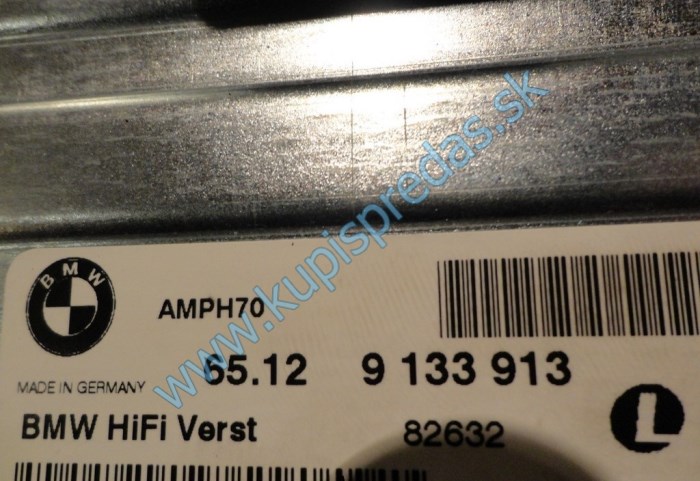 www.kupispredas.sk
BMW
AMPH70
65.12 9 133 913
MADE IN GERMANY
BMW HiFi Verst 82632
L